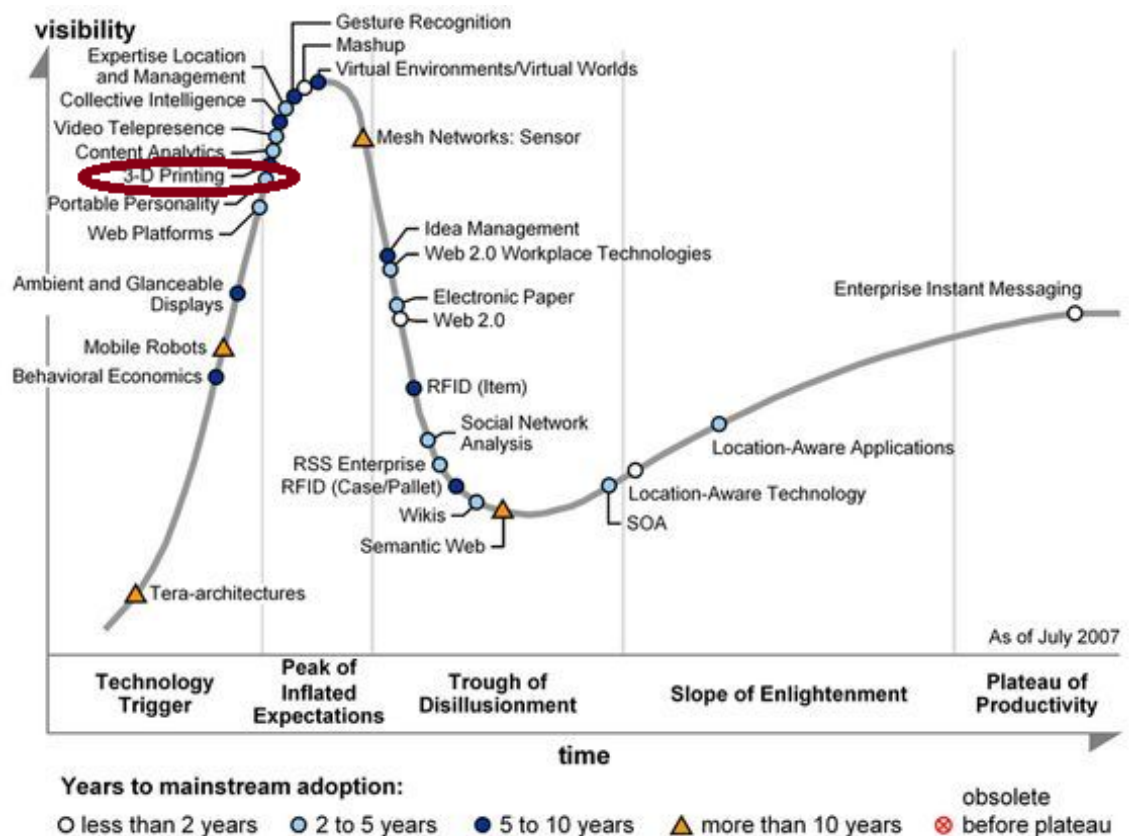 visibility
Gesture Recognition
Mashup
Virtual Environments/Virtual Worlds
Expertise Location
and Management
Collective Intelligence
Video Telepresence
Content Analytics
3-D Printing
Portable Personality
Web Platforms
Ambient and Glanceable
Displays
Mobile Robots
Behavioral Economics
Tera-architectures
Mesh Networks: Sensor
Idea Management
Web 2.0 Workplace Technologies
Electronic Paper
Web 2.0
RFID (Item)
Social Network
Analysis
RSS Enterprise
RFID (Case/Pallet)
Wikis
Semantic Web
SOA
Location-Aware Technology
Location-Aware Applications
Enterprise Instant Messaging
As of July 2007
Technology
Trigger
Peak of
Inflated
Expectations
Trough of
Disillusionment
Slope of Enlightenment
Plateau of
Productivity
time
Years to mainstream adoption:
less than 2 years
2 to 5 years
5 to 10 years
more than 10 years
obsolete
before plateau